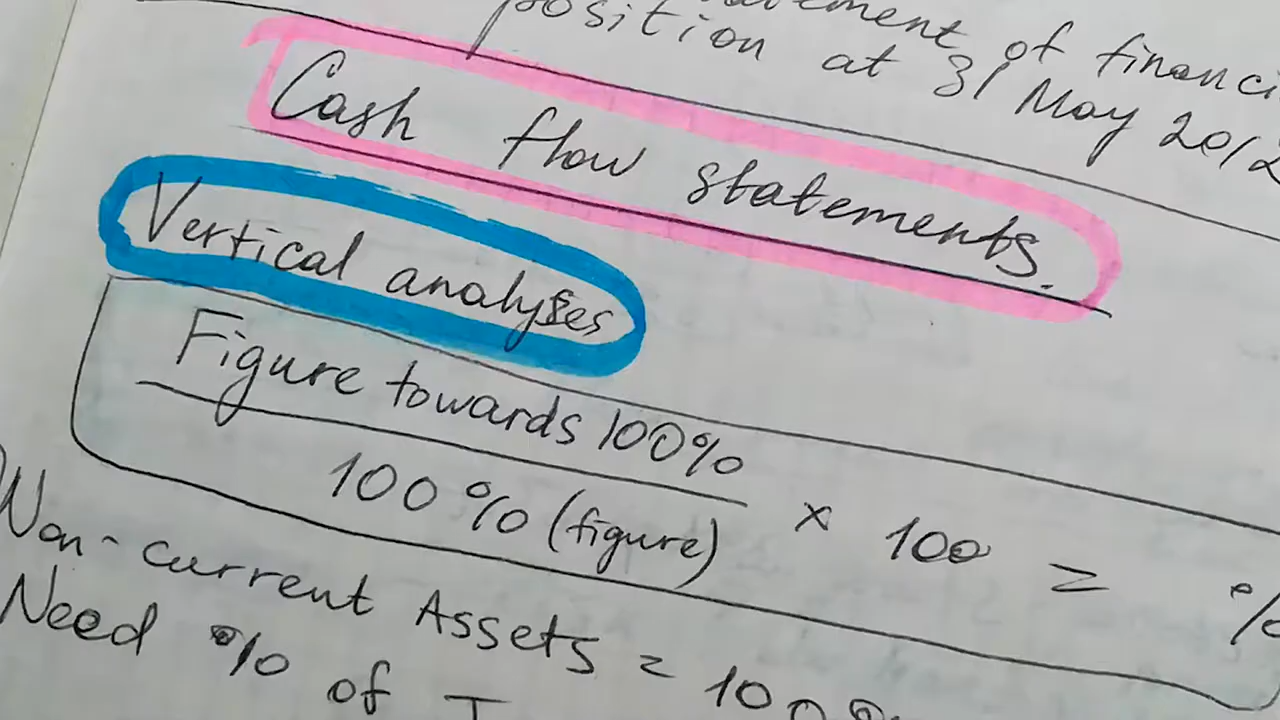 of financi
position at 31 May 2012
Cash flow statements.
Vertical analyses
Figure towards 100%
100% (figure) × 100 = %
Non-current Assets = 100%
Need % of